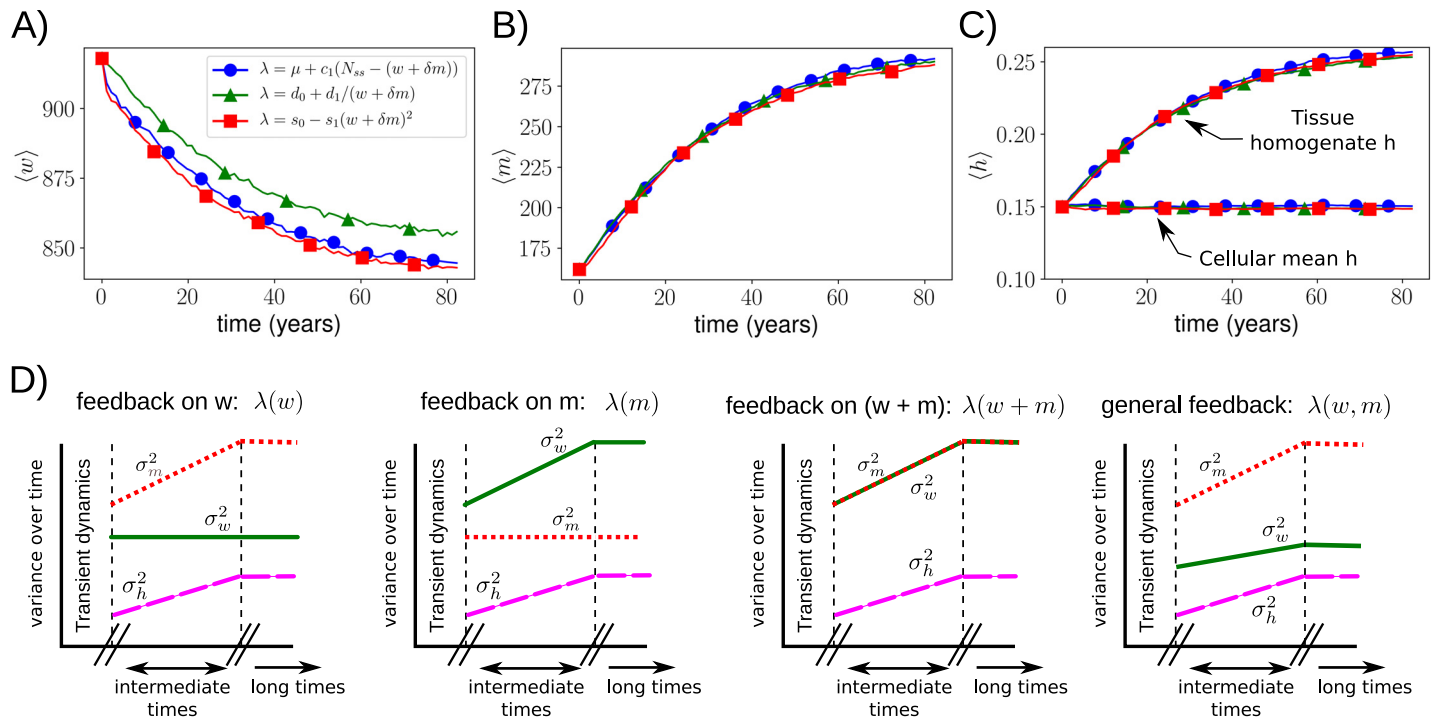 A)
B)
C)
λ = μ + c₁(Nₛₛ − (w + δm))
λ = d₀ + d₁/(w + δm)
λ = s₀ − s₁(w + δm)²
900
875
850
⟨w⟩
0
20
40
60
80
time (years)
275
250
225
200
175
⟨m⟩
0
20
40
60
80
time (years)
0.25
0.20
0.15
0.10
⟨h⟩
Tissue
homogenate h
Cellular mean h
0
20
40
60
80
time (years)
D)
feedback on w: λ(w)
variance over time
Transient dynamics
σ²ₘ
σ²_w
σ²ₕ
intermediate
times
long times
feedback on m: λ(m)
variance over time
Transient dynamics
σ²_w
σ²ₘ
σ²ₕ
intermediate
times
long times
feedback on (w + m): λ(w + m)
variance over time
Transient dynamics
σ²ₘ
σ²_w
σ²ₕ
intermediate
times
long times
general feedback: λ(w, m)
variance over time
Transient dynamics
σ²ₘ
σ²_w
σ²ₕ
intermediate
times
long times